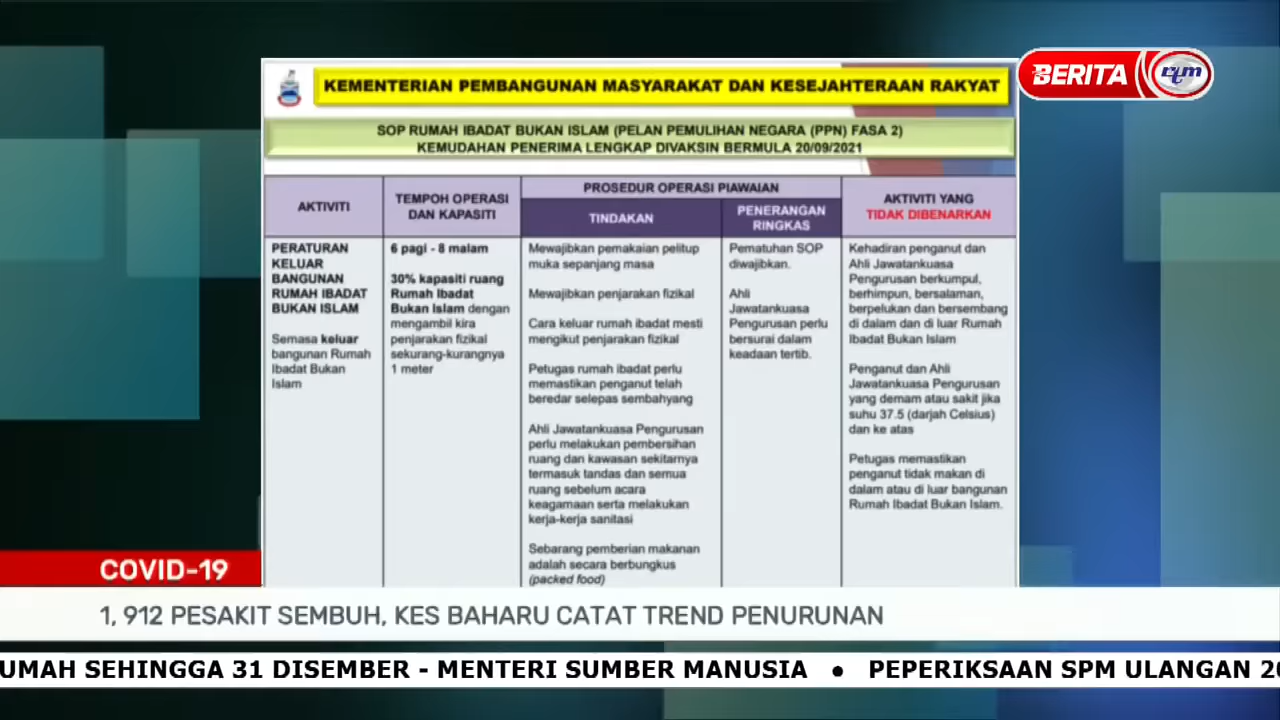 BERITA rtm
KEMENTERIAN PEMBANGUNAN MASYARAKAT DAN KESEJAHTERAAN RAKYAT
SOP RUMAH IBADAT BUKAN ISLAM (PELAN PEMULIHAN NEGARA (PPN) FASA 2)
KEMUDAHAN PENERIMA LENGKAP DIVAKSIN BERMULA 20/09/2021
AKTIVITI
TEMPOH OPERASI
DAN KAPASITI
PROSEDUR OPERASI PIAWAIAN
TINDAKAN
PENERANGAN
RINGKAS
AKTIVITI YANG
TIDAK DIBENARKAN
PERATURAN
KELUAR
BANGUNAN
RUMAH IBADAT
BUKAN ISLAM
Semasa keluar
bangunan Rumah
Ibadat Bukan
Islam
6 pagi - 8 malam
30% kapasiti ruang
Rumah Ibadat
Bukan Islam dengan
mengambil kira
penjarakan fizikal
sekurang-kurangnya
1 meter
Mewajibkan pemakaian pelitup
muka sepanjang masa
Mewajibkan penjarakan fizikal
Cara keluar rumah ibadat mesti
mengikut penjarakan fizikal
Petugas rumah ibadat perlu
memastikan penganut telah
beredar selepas sembahyang
Ahli Jawatankuasa Pengurusan
perlu melakukan pembersihan
ruang dan kawasan sekitarnya
termasuk tandas dan semua
ruang sebelum acara
keagamaan serta melakukan
kerja-kerja sanitasi
Sebarang pemberian makanan
adalah secara berbungkus
(packed food)
Pematuhan SOP
diwajibkan.
Ahli
Jawatankuasa
Pengurusan perlu
bersurai dalam
keadaan tertib.
Kehadiran penganut dan
Ahli Jawatankuasa
Pengurusan berkumpul,
berhimpun, bersalaman,
berpelukan dan bersembang
di dalam dan di luar Rumah
Ibadat Bukan Islam
Penganut dan Ahli
Jawatankuasa Pengurusan
yang demam atau sakit jika
suhu 37.5 (darjah Celsius)
dan ke atas
Petugas memastikan
penganut tidak makan di
dalam atau di luar bangunan
Rumah Ibadat Bukan Islam.
COVID-19
1, 912 PESAKIT SEMBUH, KES BAHARU CATAT TREND PENURUNAN
UMAH SEHINGGA 31 DISEMBER - MENTERI SUMBER MANUSIA ● PEPERIKSAAN SPM ULANGAN 20